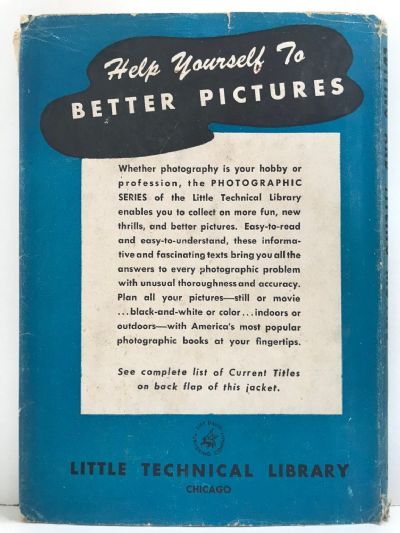 Help Yourself To
BETTER PICTURES
Whether photography is your hobby or
profession, the PHOTOGRAPHIC
SERIES of the Little Technical Library
enables you to collect on more fun, new
thrills, and better pictures. Easy-to-read
and easy-to-understand, these informa-
tive and fascinating texts bring you all the
answers to every photographic problem
with unusual thoroughness and accuracy.
Plan all your pictures—still or movie
...black-and-white or color...indoors or
outdoors—with America's most popular
photographic books at your fingertips.
See complete list of Current Titles
on back flap of this jacket.
LITTLE TECHNICAL LIBRARY
CHICAGO